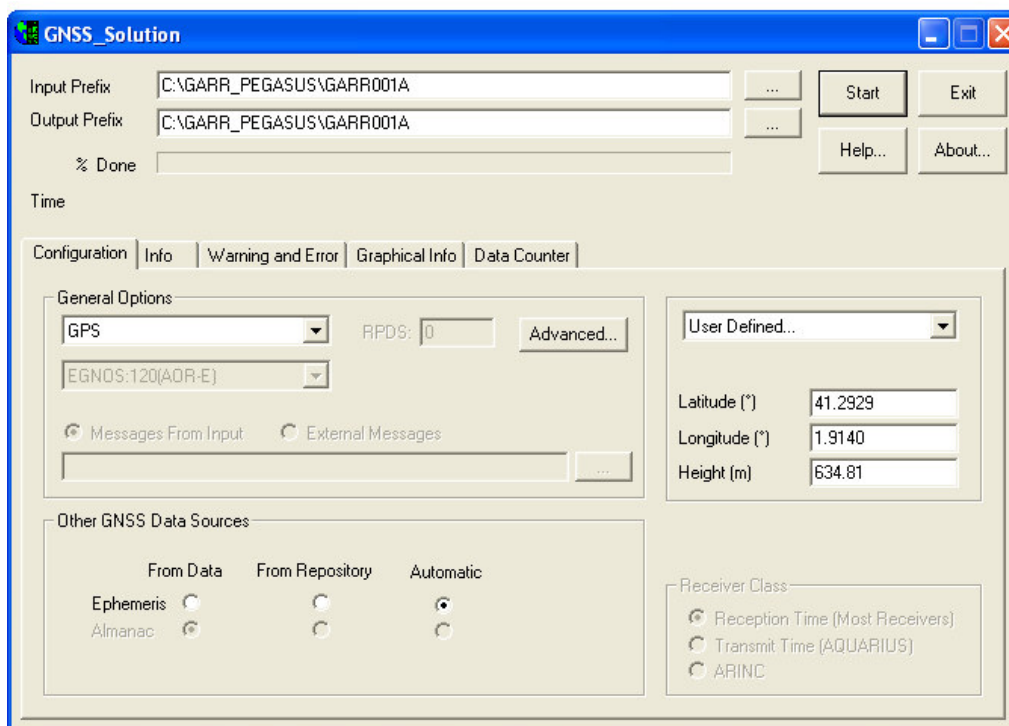 GNSS_Solution
Input Prefix C:\GARR_PEGASUS\GARR001A ... Start Exit
Output Prefix C:\GARR_PEGASUS\GARR001A ...
% Done Help... About...
Time
Configuration Info Warning and Error Graphical Info Data Counter
General Options
GPS RPDS: 0 Advanced... User Defined...
EGNOS:120(AOR-E)
Latitude (°) 41.2929
Messages From Input External Messages Longitude (°) 1.9140
... Height (m) 634.81
Other GNSS Data Sources
From Data From Repository Automatic
Ephemeris
Almanac
Receiver Class
Reception Time (Most Receivers)
Transmit Time (AQUARIUS)
ARINC